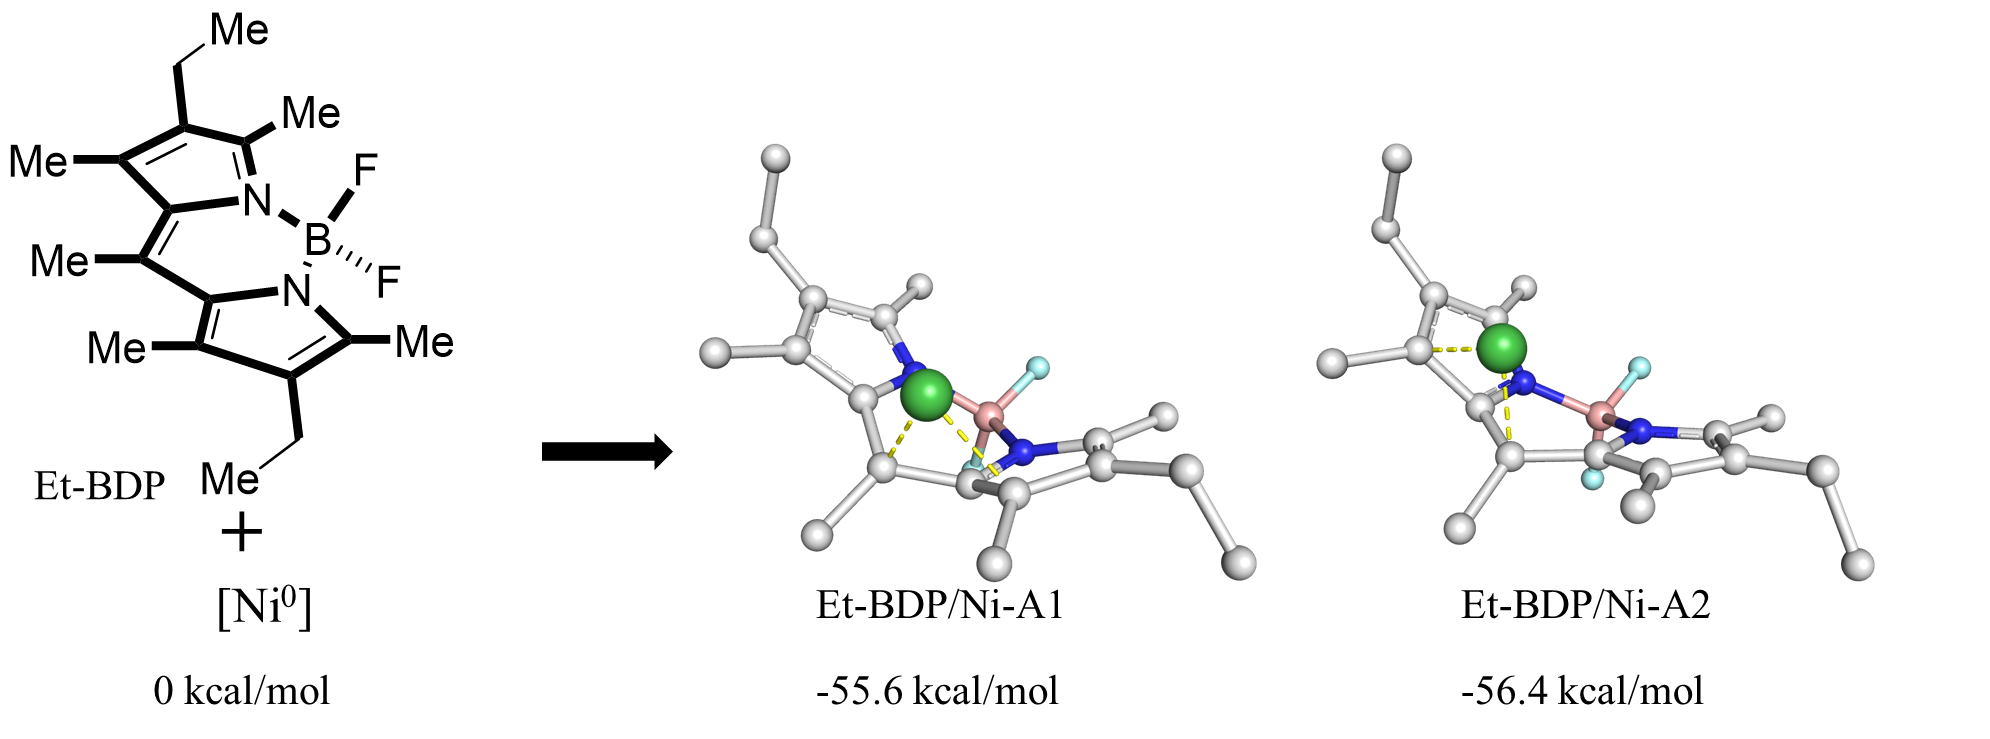 Me
Me
Me
F
N
B
Me
F
N
Me
Me
Et-BDP
Me
+
[Ni⁰]
Et-BDP/Ni-A1
Et-BDP/Ni-A2
0 kcal/mol
-55.6 kcal/mol
-56.4 kcal/mol